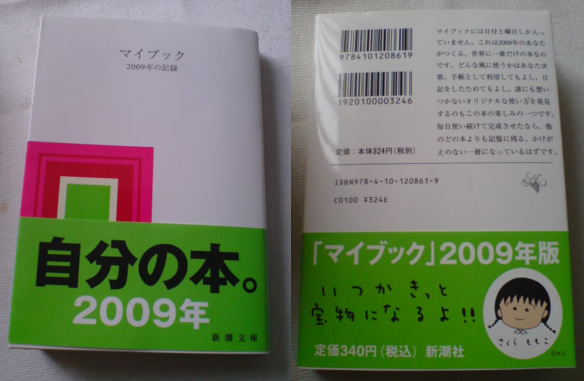 マイブック
2009年の記録
自分の本。
2009年
新潮文庫
9784101208619
1920100003246
定価:本体324円(税別)
マイブックには日付と曜日しか入っ
ていません。これは2009年のあなた
がつくる、世界に一冊だけの本なの
です。どんな風に使うかはあなた次
第。手帳として利用してもよし、日
記をしたためてもよし。誰にも想い
つかないオリジナルな使い方を発見
するのもこの本の楽しみの一つです。
毎日使い続けて完成させたなら、他
のどの本よりも記憶に残る、かけが
えのない一冊になっているはずです。
ISBN978-4-10-120861-9
C0100 ¥324E
「マイブック」2009年版
いつかきっと
宝物になるよ!!
さくらももこ
定価340円(税込) 新潮社